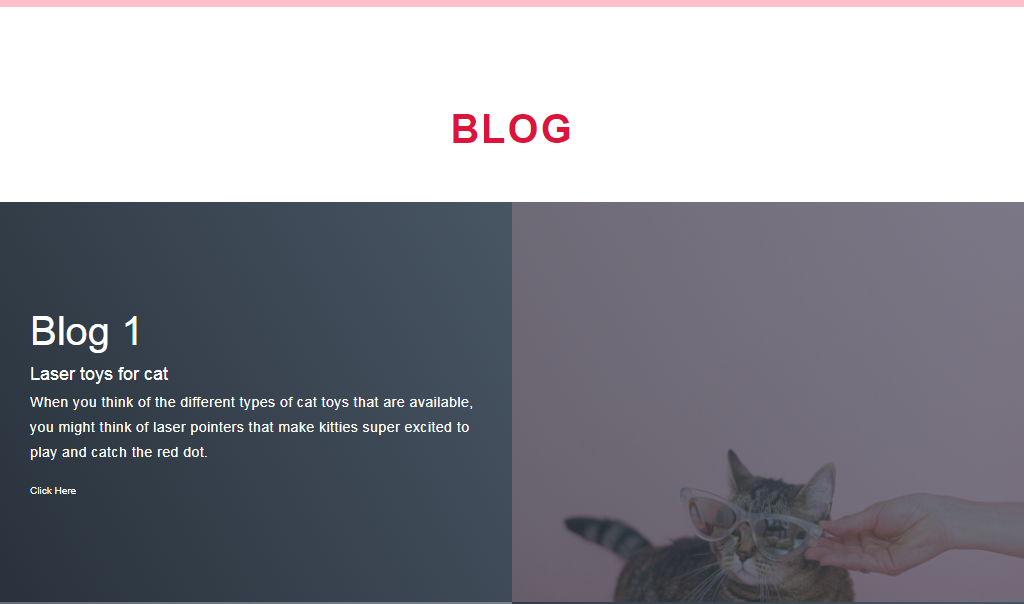 BLOG
Blog 1
Laser toys for cat
When you think of the different types of cat toys that are available,
you might think of laser pointers that make kitties super excited to
play and catch the red dot.
Click Here